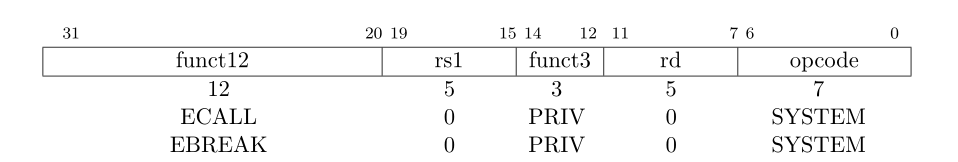 31 20 19 15 14 12 11 7 6 0
funct12 rs1 funct3 rd opcode
12 5 3 5 7
ECALL 0 PRIV 0 SYSTEM
EBREAK 0 PRIV 0 SYSTEM